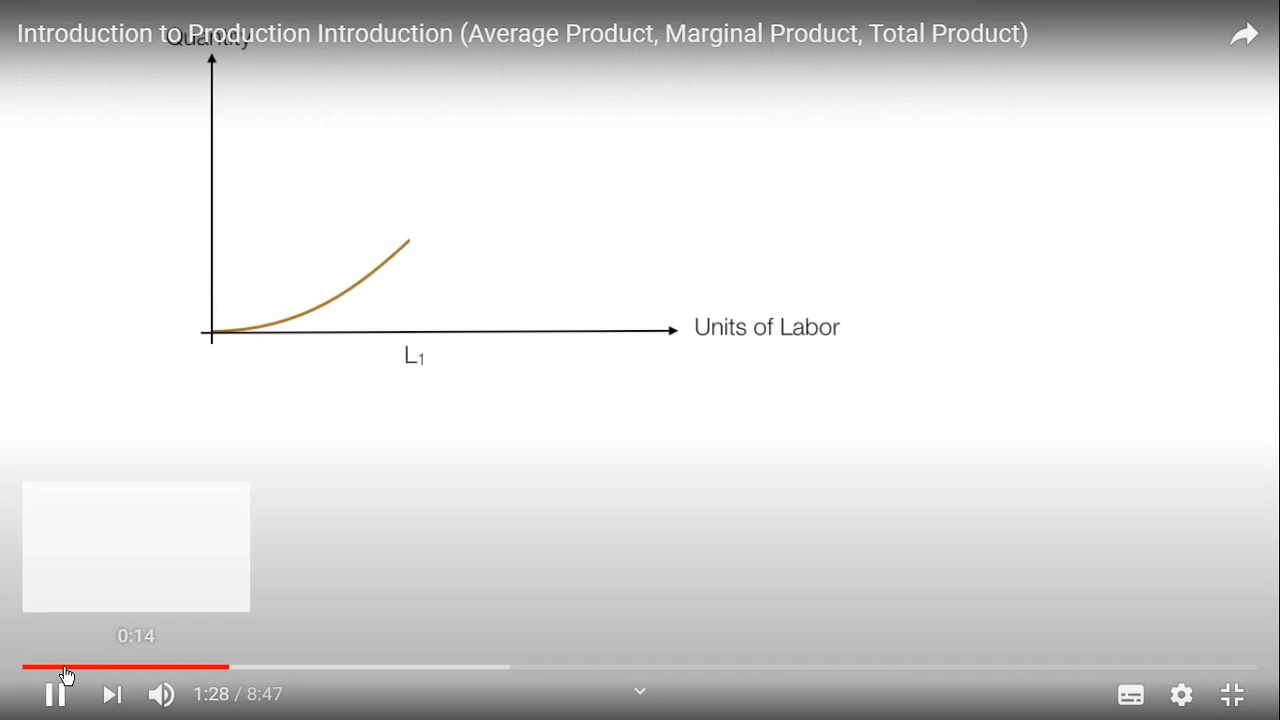 Introduction to Production Introduction (Average Product, Marginal Product, Total Product)
Quantity
Units of Labor
L₁
0:14
1:28 / 8:47